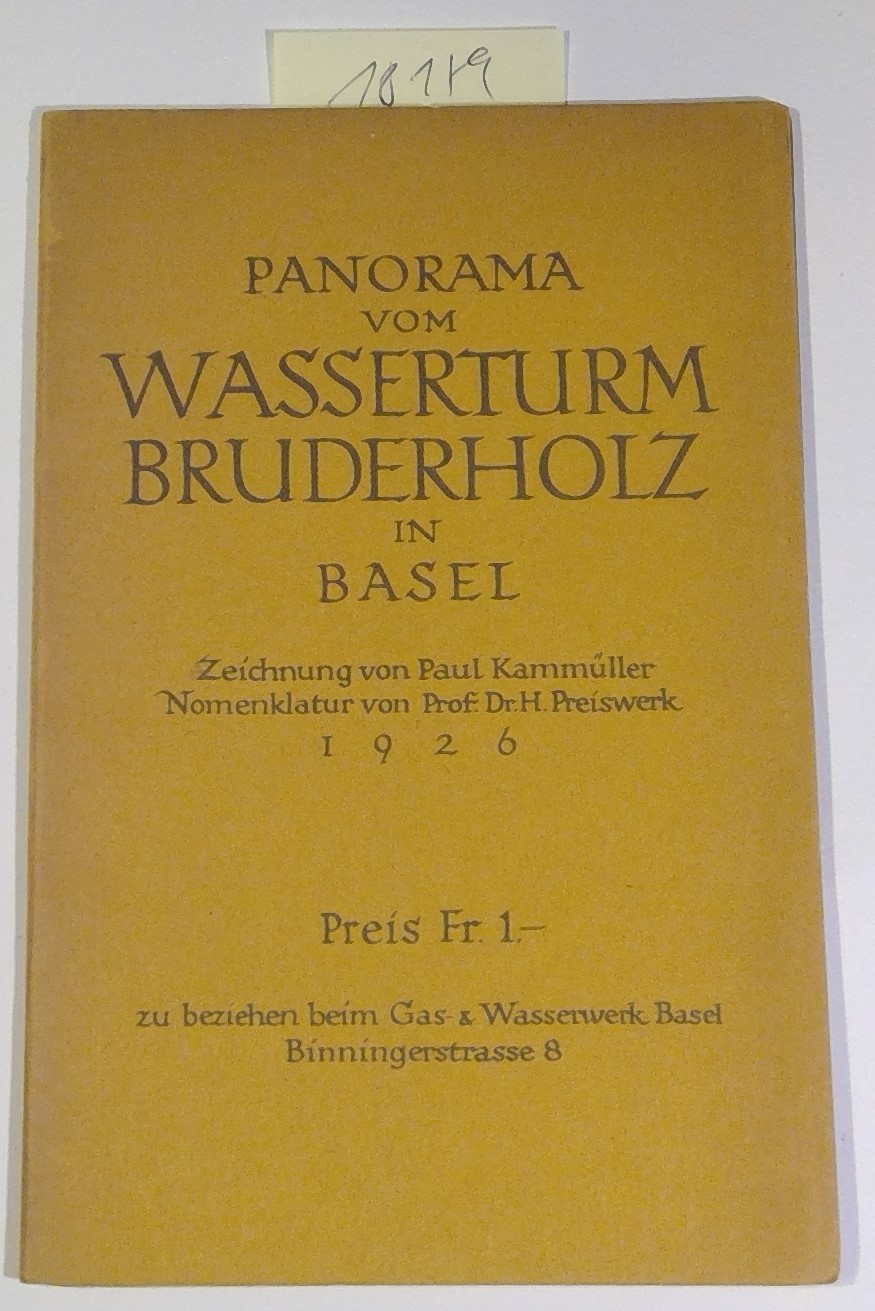 PANORAMA
VOM
WASSERTURM
BRUDERHOLZ
IN
BASEL
Zeichnung von Paul Kammüller
Nomenklatur von Prof. Dr. H. Preiswerk
1926
Preis Fr. 1.–
zu beziehen beim Gas- & Wasserwerk Basel
Binningerstrasse 8